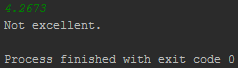 4.2673
Not excellent.
Process finished with exit code 0